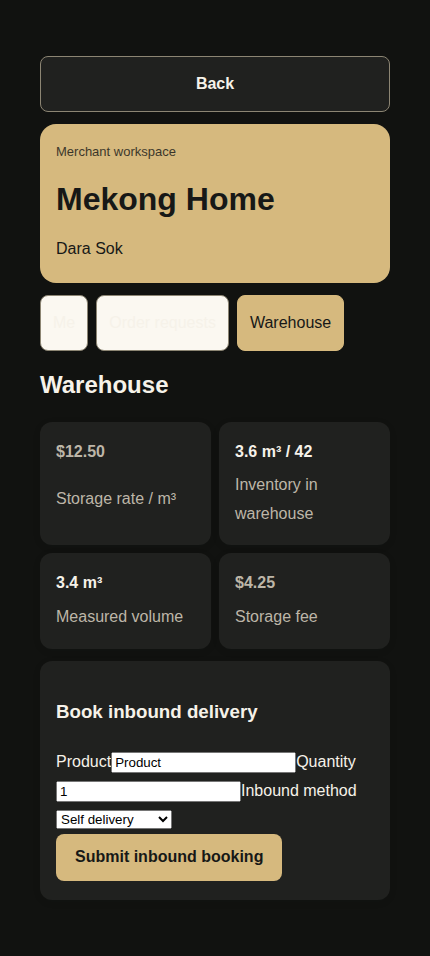 Back
Merchant workspace
Mekong Home
Dara Sok
Me Order requests Warehouse
Warehouse
$12.50
Storage rate / m³
3.6 m³ / 42
Inventory in
warehouse
3.4 m³
Measured volume
$4.25
Storage fee
Book inbound delivery
Product Product Quantity
1 Inbound method
Self delivery
Submit inbound booking